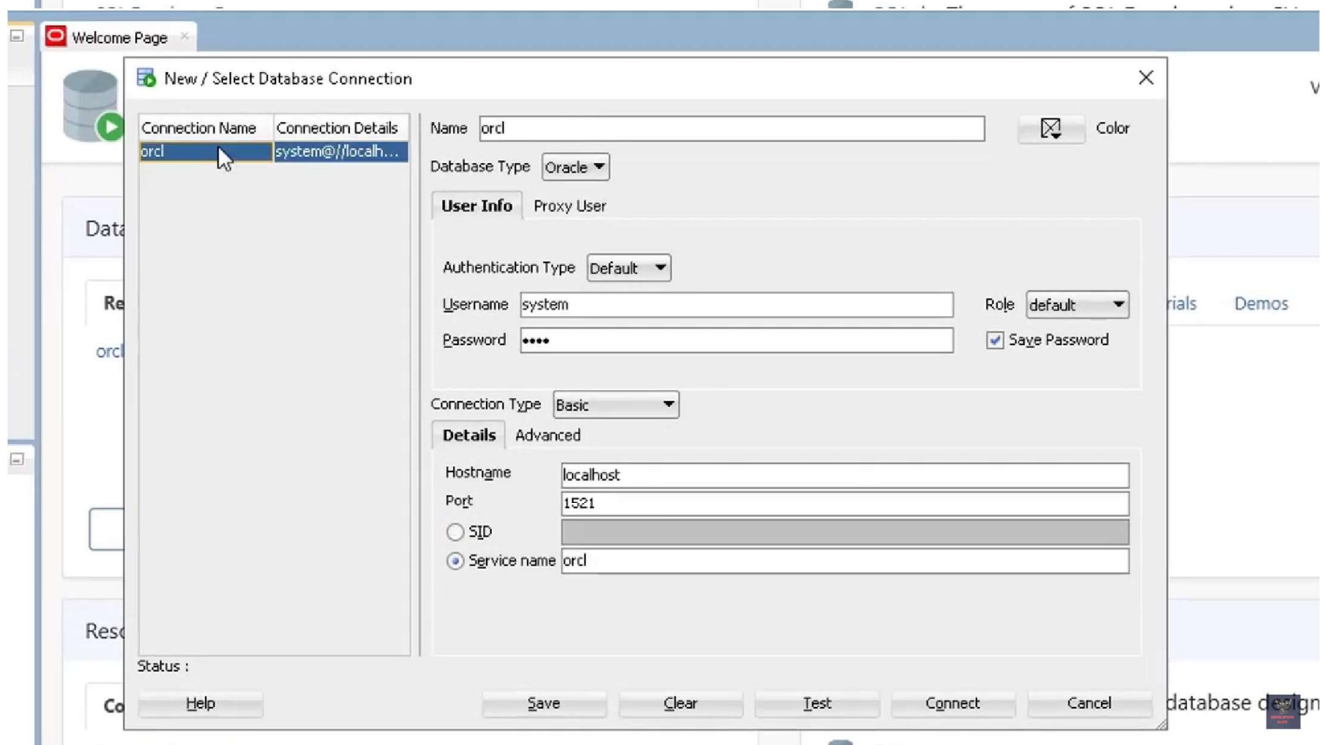 Welcome Page
New / Select Database Connection
Connection Name
Connection Details
orcl
system@//localh...
Name
orcl
Color
Database Type
Oracle
User Info
Proxy User
Authentication Type
Default
Username
system
Role
default
Password
••••
Save Password
Connection Type
Basic
Details
Advanced
Hostname
localhost
Port
1521
SID
Service name
orcl
Status :
Help
Save
Clear
Test
Connect
Cancel
Data
Re
orcl
rials
Demos
Reso
Co
database design